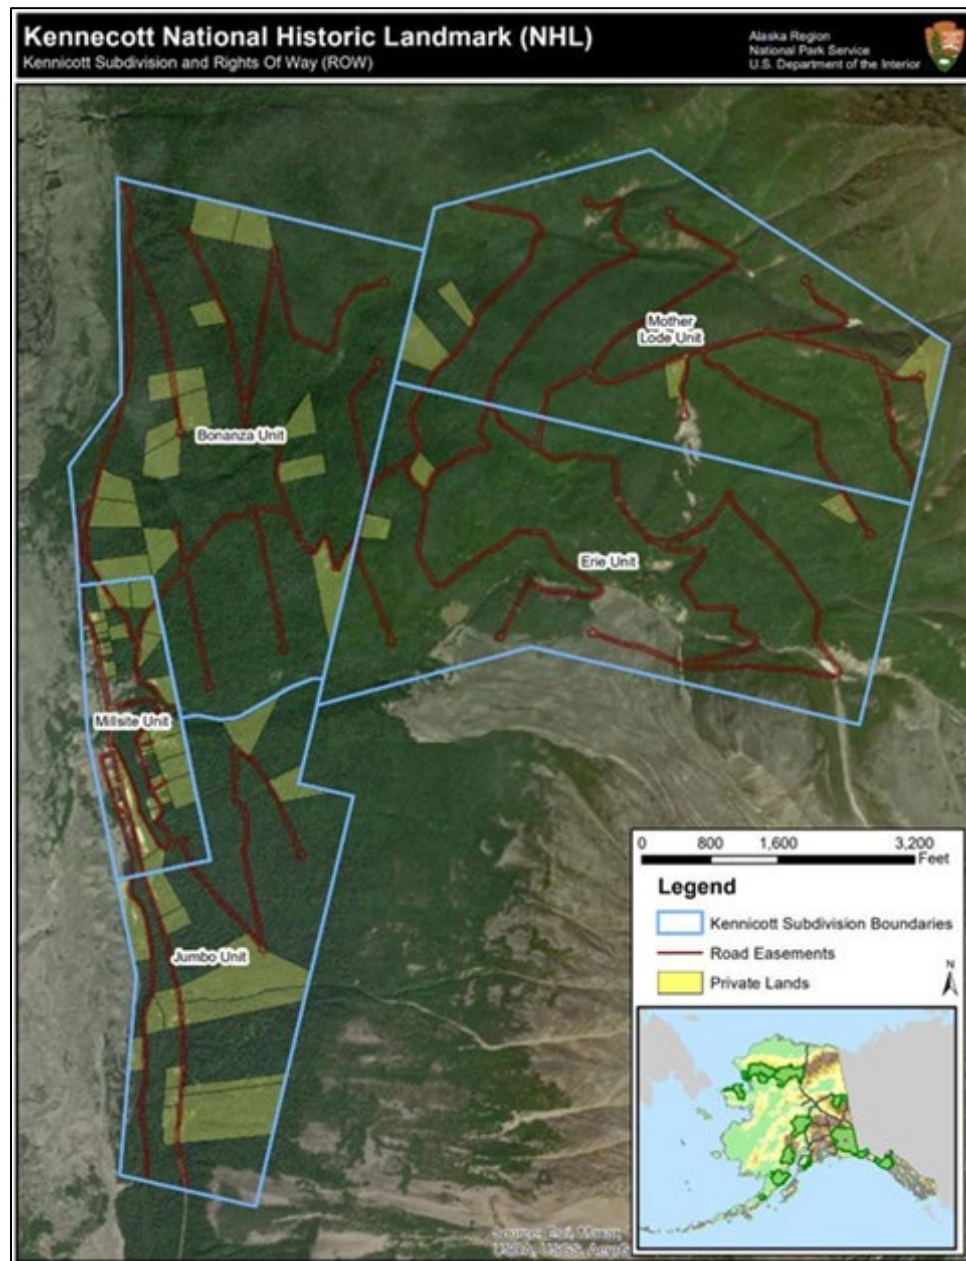 Kennecott National Historic Landmark (NHL)
Kennicott Subdivision and Rights Of Way (ROW)
Alaska Region
National Park Service
U.S. Department of the Interior
Mother
Lode Unit
Bonanza Unit
Erie Unit
Millsite Unit
Jumbo Unit
0 800 1,600 3,200
Feet
Legend
Kennicott Subdivision Boundaries
Road Easements
Private Lands
N
Source: Esri, Maxar,
USDA, USGS, AeroG